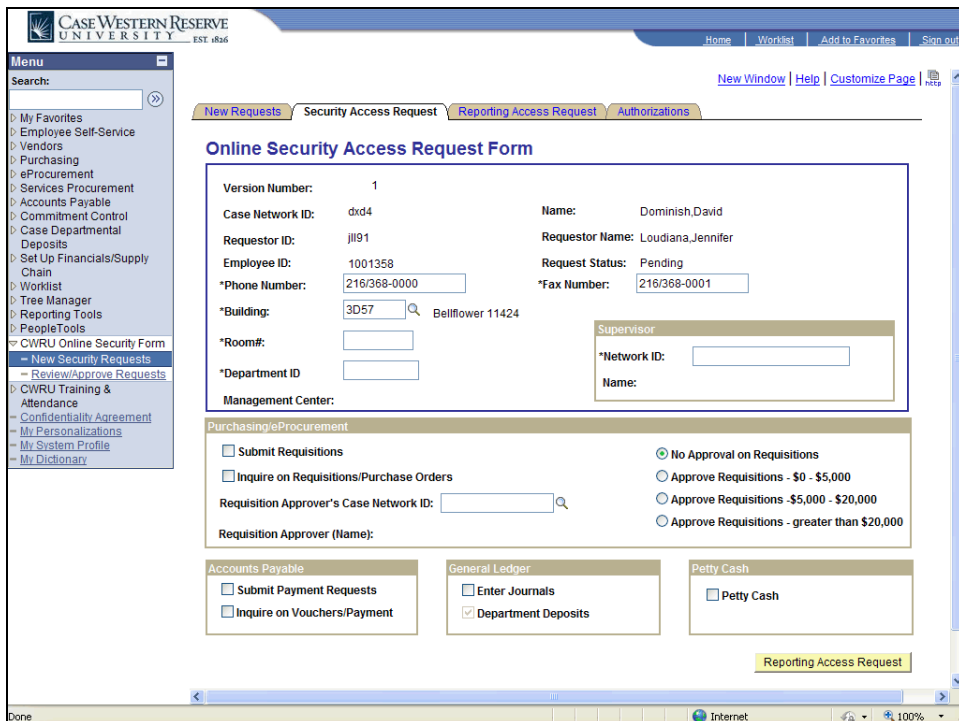 CASE WESTERN RESERVE
UNIVERSITY EST. 1826
Home Worklist Add to Favorites Sign out
Menu
Search:
My Favorites
Employee Self-Service
Vendors
Purchasing
eProcurement
Services Procurement
Accounts Payable
Commitment Control
Case Departmental
Deposits
Set Up Financials/Supply
Chain
Worklist
Tree Manager
Reporting Tools
PeopleTools
CWRU Online Security Form
New Security Requests
Review/Approve Requests
CWRU Training &
Attendance
Confidentiality Agreement
My Personalizations
My System Profile
My Dictionary
New Window | Help | Customize Page | http
New Requests Security Access Request Reporting Access Request Authorizations
Online Security Access Request Form
Version Number: 1
Case Network ID: dxd4 Name: Dominish,David
Requestor ID: jll91 Requestor Name: Loudiana,Jennifer
Employee ID: 1001358 Request Status: Pending
*Phone Number: 216/368-0000 *Fax Number: 216/368-0001
*Building: 3D57 Bellflower 11424
*Room#:
*Department ID
Management Center:
Supervisor
*Network ID:
Name:
Purchasing/eProcurement
Submit Requisitions
Inquire on Requisitions/Purchase Orders
Requisition Approver's Case Network ID:
Requisition Approver (Name):
No Approval on Requisitions
Approve Requisitions - $0 - $5,000
Approve Requisitions -$5,000 - $20,000
Approve Requisitions - greater than $20,000
Accounts Payable
Submit Payment Requests
Inquire on Vouchers/Payment
General Ledger
Enter Journals
Department Deposits
Petty Cash
Petty Cash
Reporting Access Request
Done Internet 100%